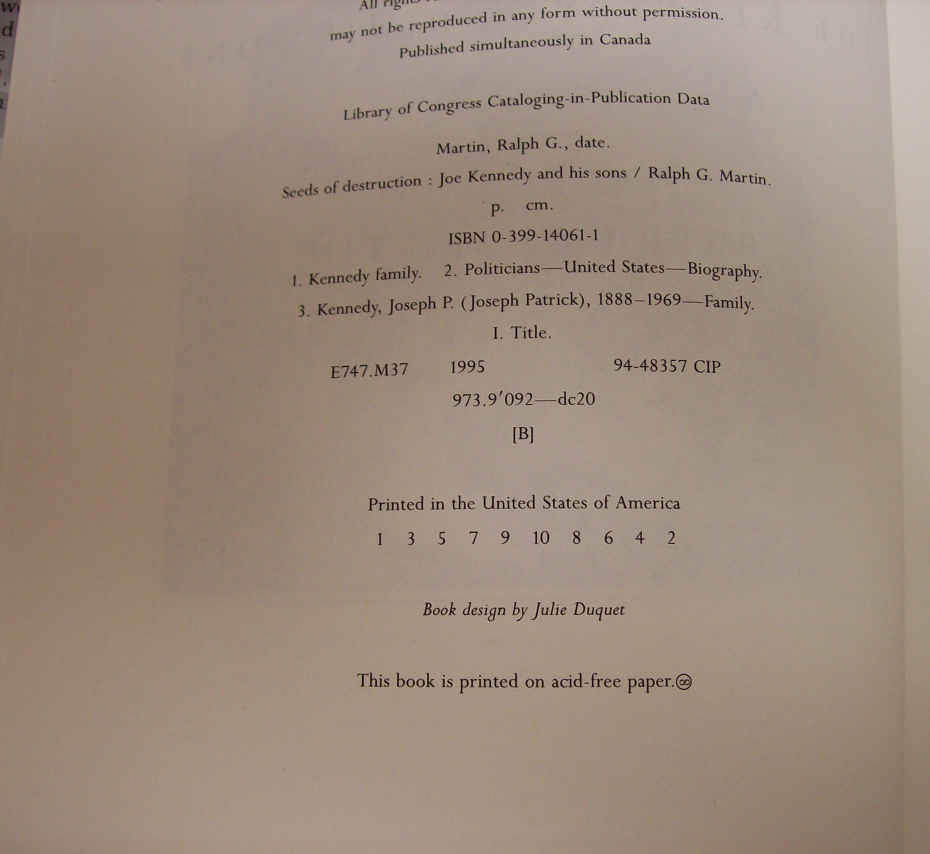 All rights
may not be reproduced in any form without permission.
Published simultaneously in Canada
Library of Congress Cataloging-in-Publication Data
Martin, Ralph G., date.
Seeds of destruction : Joe Kennedy and his sons / Ralph G. Martin.
p. cm.
ISBN 0-399-14061-1
1. Kennedy family. 2. Politicians—United States—Biography.
3. Kennedy, Joseph P. (Joseph Patrick), 1888–1969—Family.
I. Title.
E747.M37 1995 94-48357 CIP
973.9′092—dc20
[B]
Printed in the United States of America
1 3 5 7 9 10 8 6 4 2
Book design by Julie Duquet
This book is printed on acid-free paper.♾